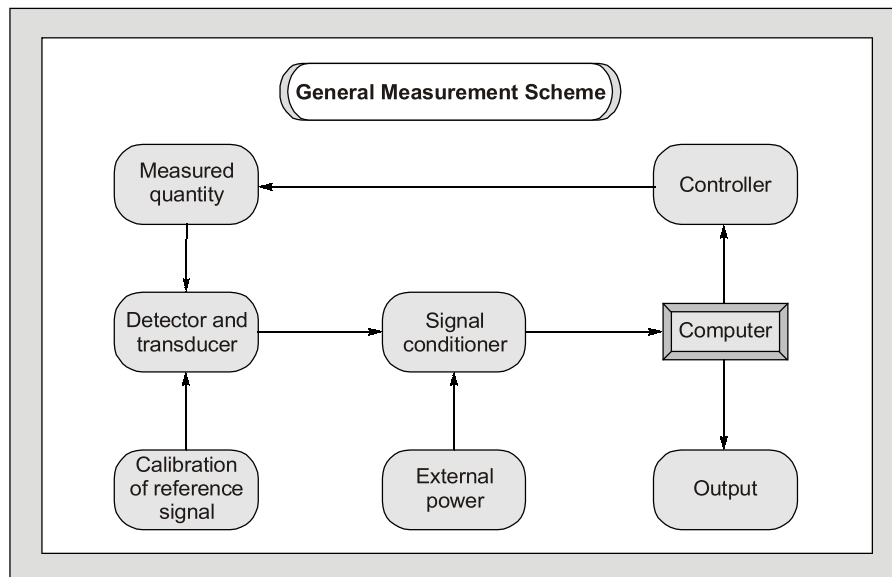 General Measurement Scheme
Measured
quantity
Controller
Detector and
transducer
Signal
conditioner
Computer
Calibration
of reference
signal
External
power
Output